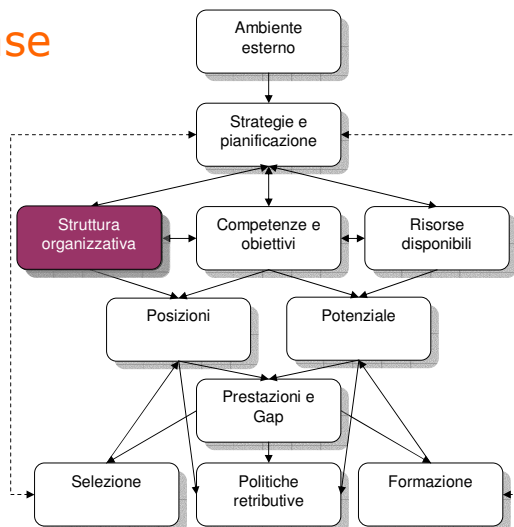 se
Ambiente
esterno
Strategie e
pianificazione
Struttura
organizzativa
Competenze e
obiettivi
Risorse
disponibili
Posizioni
Potenziale
Prestazioni e
Gap
Selezione
Politiche
retributive
Formazione